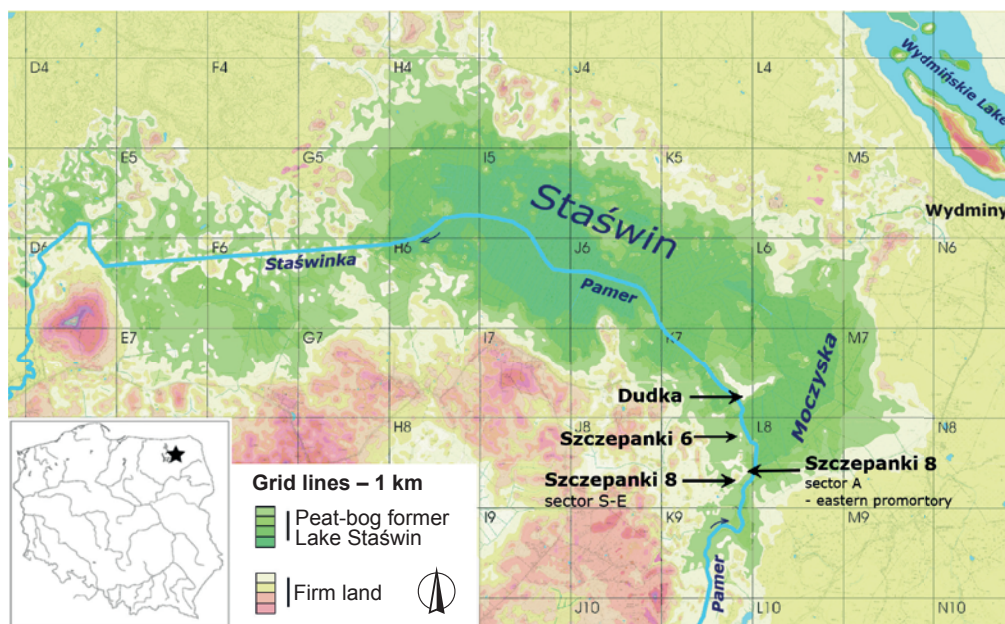 D4
F4
H4
J4
L4
N10
Wydmińskie Lake
E5
G5
I5
K5
M5
Staświn
Wydminy
D6
F6
H6
J6
L6
N6
Staświnka
Pamer
E7
G7
I7
K7
M7
Moczyska
Dudka
H8
J8
L8
N8
Szczepanki 6
Szczepanki 8
sector S-E
Szczepanki 8
sector A
- eastern promortory
I9
K9
M9
Pamer
J10
L10
Grid lines – 1 km
Peat-bog former
Lake Staświn
Firm land